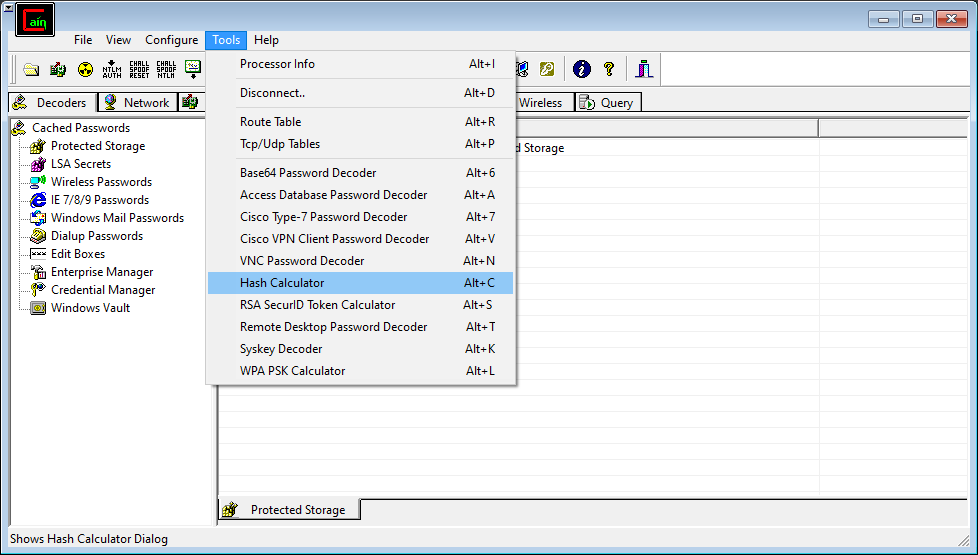 Cain
File View Configure Tools Help
NTLM AUTH
CHALL SPOOF RESET
CHALL SPOOF NTLM
Decoders Network Wireless Query
Cached Passwords
Protected Storage
LSA Secrets
Wireless Passwords
IE 7/8/9 Passwords
Windows Mail Passwords
Dialup Passwords
Edit Boxes
Enterprise Manager
Credential Manager
Windows Vault
Processor Info Alt+I
Disconnect.. Alt+D
Route Table Alt+R
Tcp/Udp Tables Alt+P
Base64 Password Decoder Alt+6
Access Database Password Decoder Alt+A
Cisco Type-7 Password Decoder Alt+7
Cisco VPN Client Password Decoder Alt+V
VNC Password Decoder Alt+N
Hash Calculator Alt+C
RSA SecurID Token Calculator Alt+S
Remote Desktop Password Decoder Alt+T
Syskey Decoder Alt+K
WPA PSK Calculator Alt+L
d Storage
Protected Storage
Shows Hash Calculator Dialog